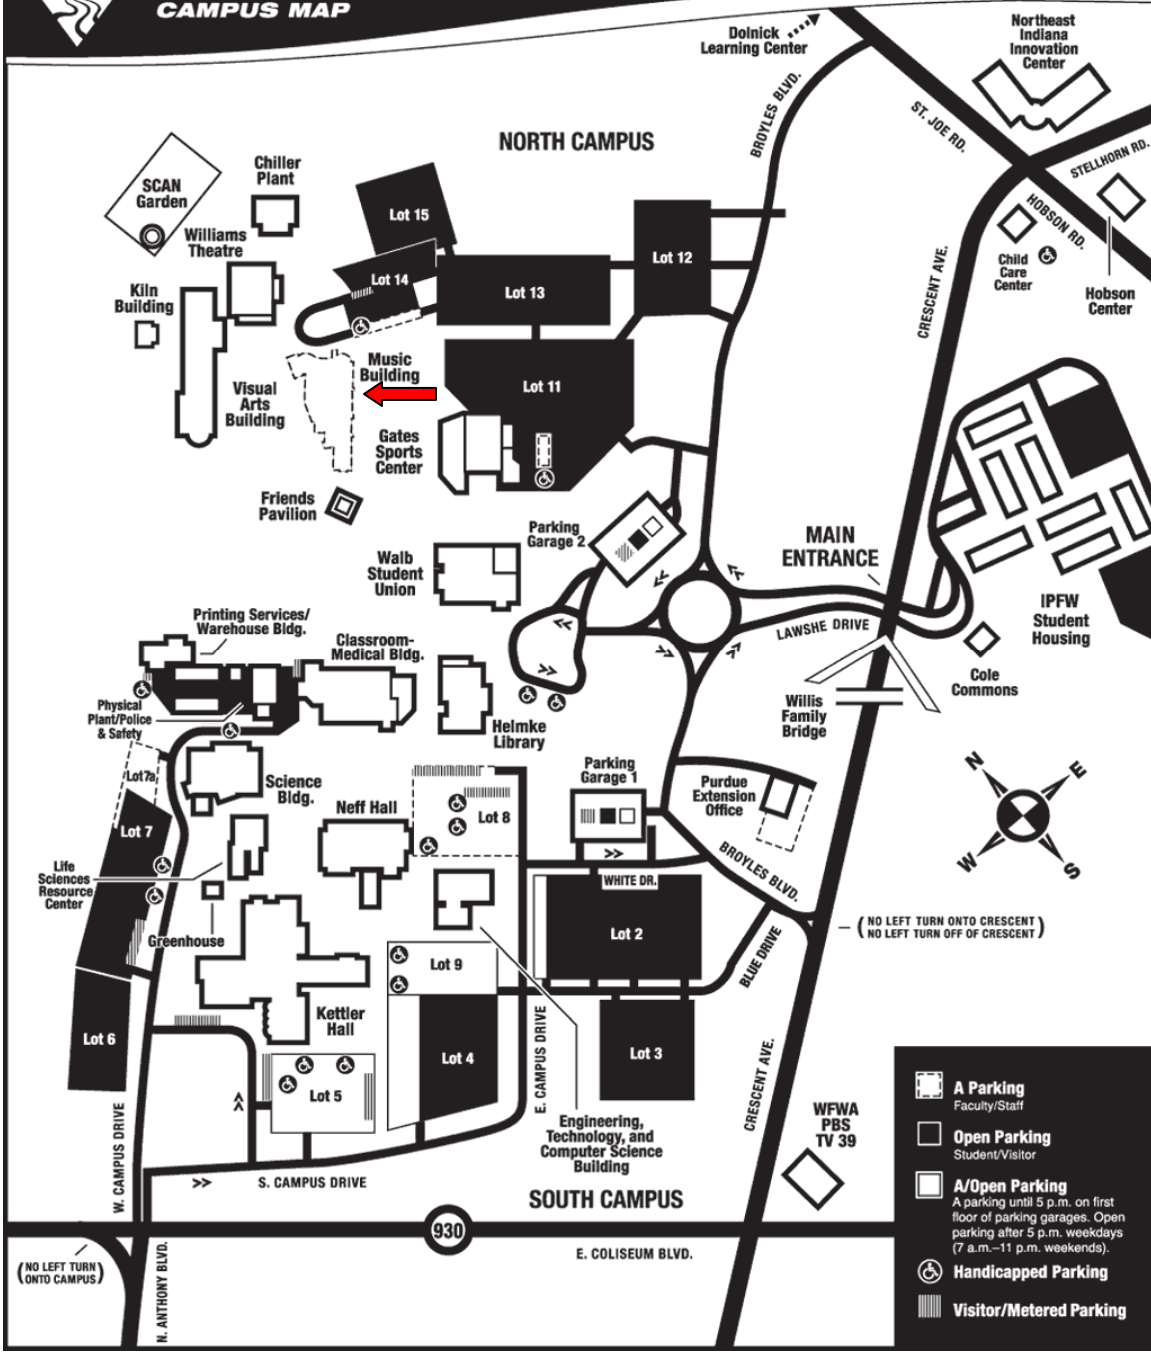 CAMPUS MAP
Dolnick
Learning Center
Northeast
Indiana
Innovation
Center
BROYLES BLVD.
ST. JOE RD.
STELLHORN RD.
NORTH CAMPUS
SCAN
Garden
Chiller
Plant
Lot 15
Williams
Theatre
HOBSON RD.
Lot 12
Child
Care
Center
Hobson
Center
CRESCENT AVE.
Kiln
Building
Lot 14
Lot 13
Music
Building
Lot 11
Visual
Arts
Building
Gates
Sports
Center
Friends
Pavilion
Parking
Garage 2
MAIN
ENTRANCE
Walb
Student
Union
IPFW
Student
Housing
LAWSHE DRIVE
Printing Services/
Warehouse Bldg.
Classroom-
Medical Bldg.
Cole
Commons
Physical
Plant/Police
& Safety
Helmke
Library
Willis
Family
Bridge
Lot 7a
Science
Bldg.
Parking
Garage 1
Purdue
Extension
Office
N
E
W
S
Neff Hall
Lot 8
Lot 7
Life
Sciences
Resource
Center
BROYLES BLVD.
WHITE DR.
Greenhouse
Lot 2
(NO LEFT TURN ONTO CRESCENT
NO LEFT TURN OFF OF CRESCENT)
BLUE DRIVE
Lot 9
Kettler
Hall
Lot 6
Lot 4
E. CAMPUS DRIVE
Lot 3
Lot 5
CRESCENT AVE.
W. CAMPUS DRIVE
Engineering,
Technology, and
Computer Science
Building
WFWA
PBS
TV 39
S. CAMPUS DRIVE
SOUTH CAMPUS
930
E. COLISEUM BLVD.
(NO LEFT TURN
ONTO CAMPUS)
N. ANTHONY BLVD.
A Parking
Faculty/Staff
Open Parking
Student/Visitor
A/Open Parking
A parking until 5 p.m. on first
floor of parking garages. Open
parking after 5 p.m. weekdays
(7 a.m.–11 p.m. weekends).
Handicapped Parking
Visitor/Metered Parking